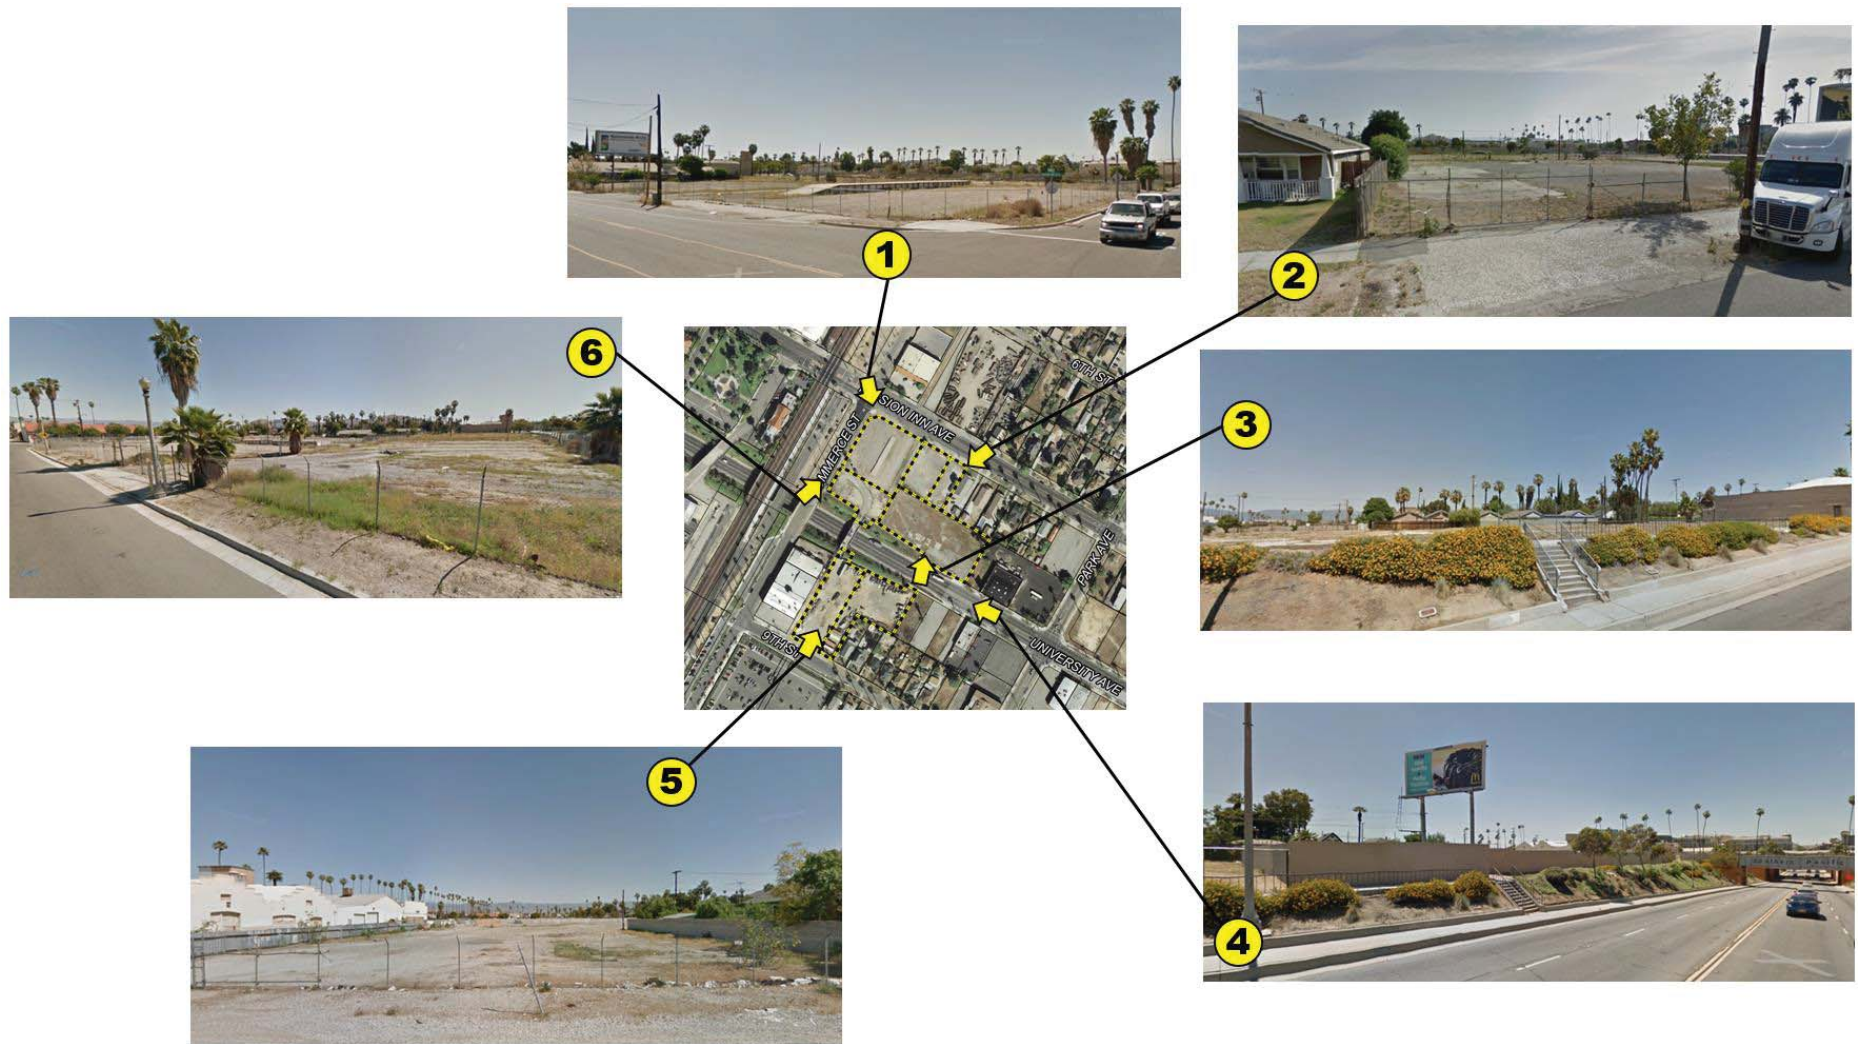 1
2
6
3
6TH ST
SION INN AVE
MMERCE ST
PARK AVE
9TH ST
UNIVERSITY AVE
5
4